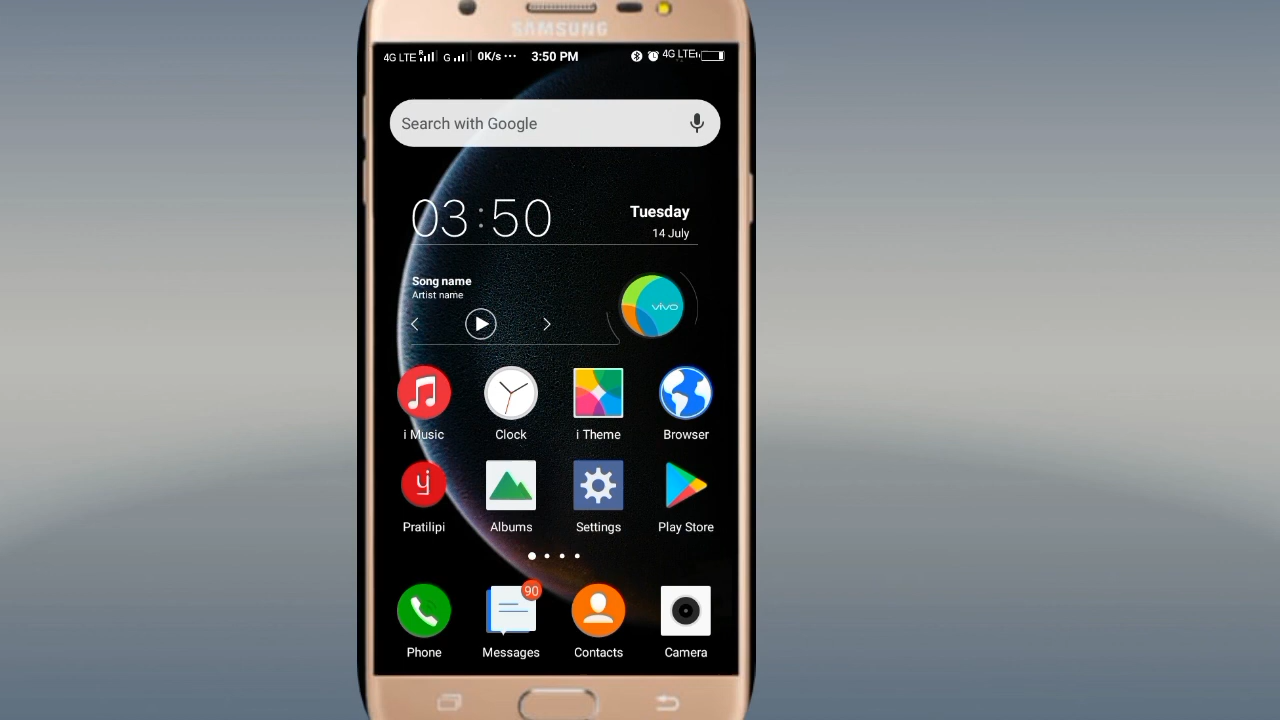 SAMSUNG
4G LTE R G 0K/s ··· 3:50 PM 4G LTE
Search with Google
03:50
Tuesday
14 July
Song name
Artist name
vivo
i Music Clock i Theme Browser
Pratilipi Albums Settings Play Store
90
Phone Messages Contacts Camera